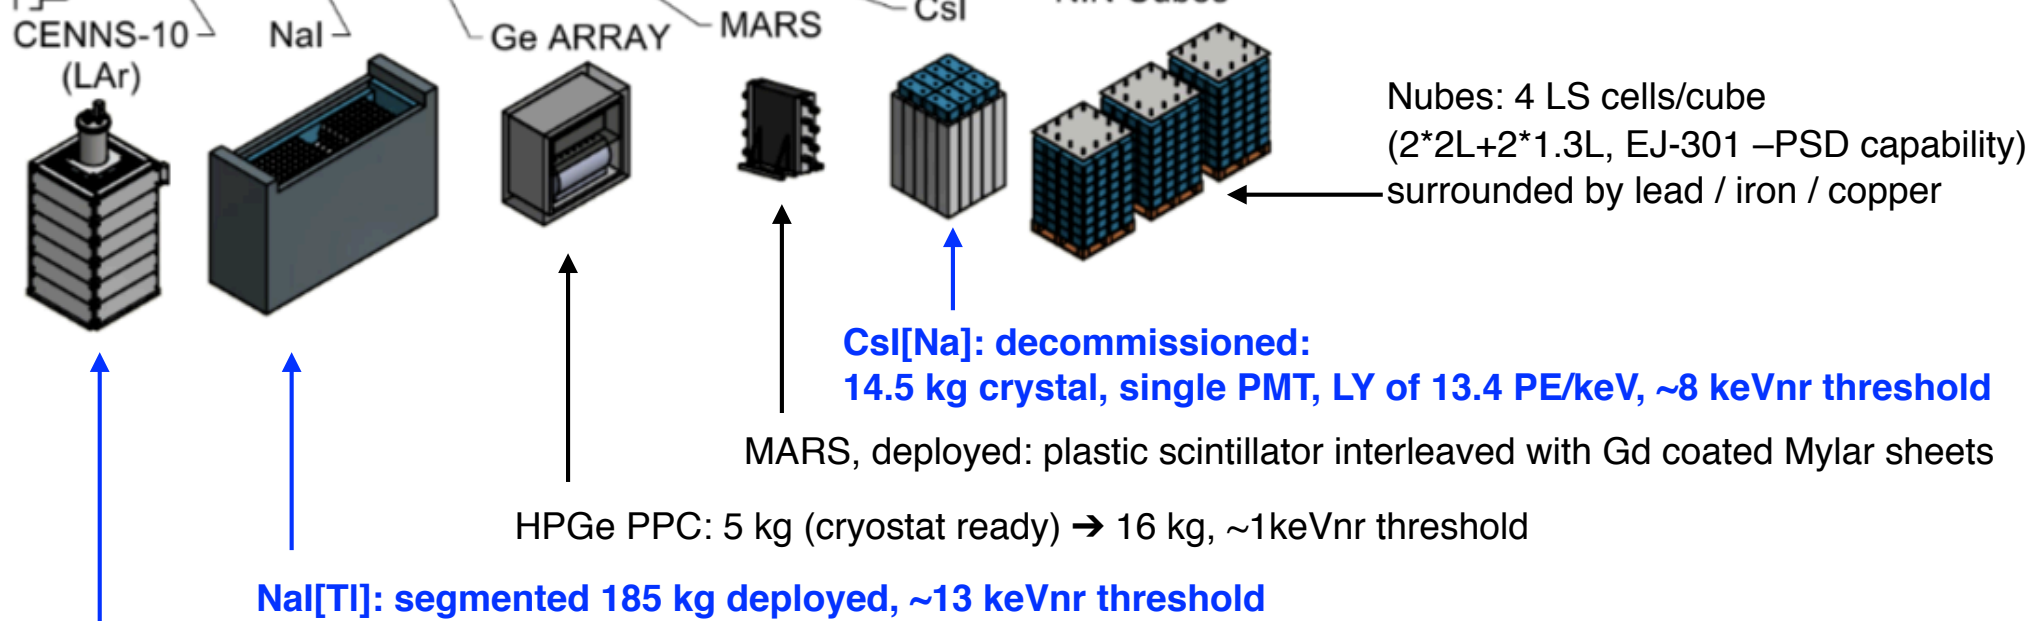 CENNS-10
(LAr)
NaI
Ge ARRAY
MARS
CsI
Nubes: 4 LS cells/cube
(2*2L+2*1.3L, EJ-301 –PSD capability)
surrounded by lead / iron / copper
CsI[Na]: decommissioned:
14.5 kg crystal, single PMT, LY of 13.4 PE/keV, ~8 keVnr threshold
MARS, deployed: plastic scintillator interleaved with Gd coated Mylar sheets
HPGe PPC: 5 kg (cryostat ready) ➔ 16 kg, ~1keVnr threshold
NaI[Tl]: segmented 185 kg deployed, ~13 keVnr threshold